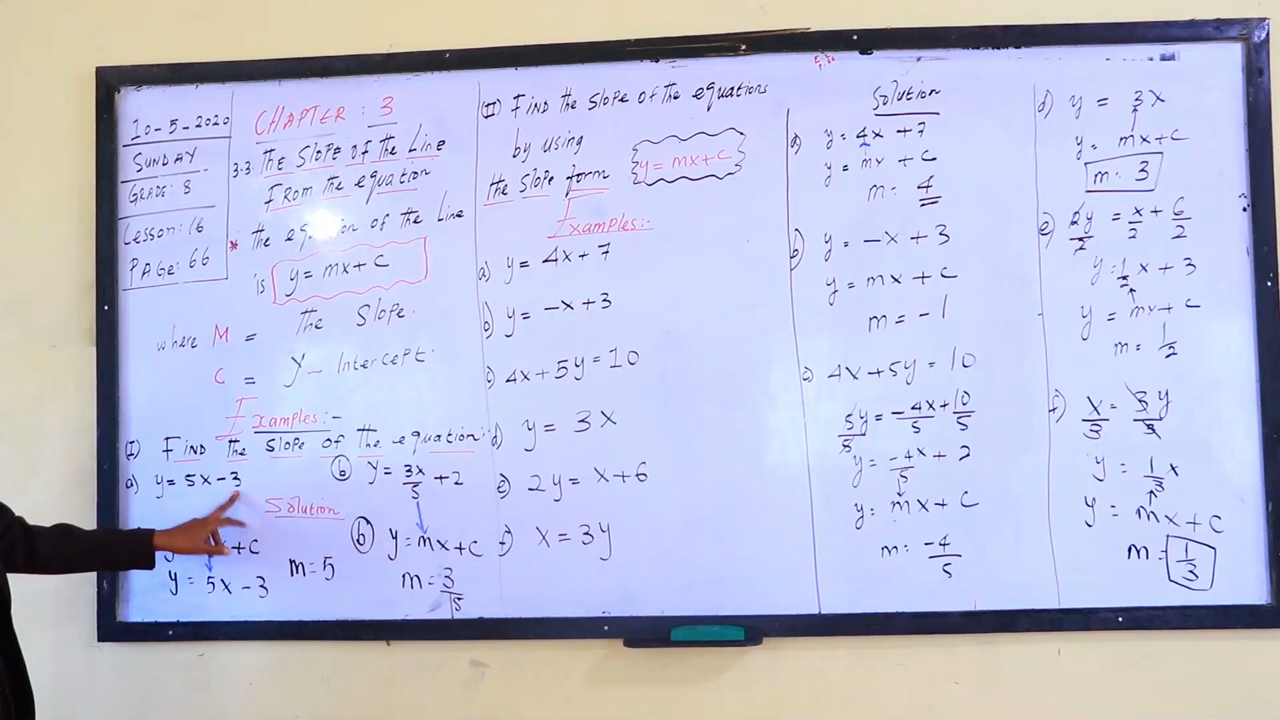 10-5-2020
SUNDAY
GRADE: 8
Lesson: 16
PAGE: 66
CHAPTER : 3
3.3. THE SLOPE OF the Line
FROM the equation
* the equation of the Line
is y = mx + c
where M = the Slope.
C = Y - Intercept.
Examples:-
(I) FIND the slope of the equation:
a) y = 5x - 3
(b) y = 3x/5 + 2
Solution
+ c
y = 5x - 3
m = 5
(b) y = mx + c
m = 3/5
(II) FIND the slope of the equations
by using
the slope form y = mx + c
Examples:-
a) y = 4x + 7
b) y = -x + 3
c) 4x + 5y = 10
d) y = 3x
e) 2y = x + 6
f) x = 3y
Solution
a) y = 4x + 7
y = mx + c
m = 4
b) y = -x + 3
y = mx + c
m = -1
c) 4x + 5y = 10
5y/5 = -4x/5 + 10/5
y = -4/5 x + 2
y = mx + c
m = -4/5
d) y = 3x
y = mx + c
m = 3
e) 2y/2 = x/2 + 6/2
y = 1/2 x + 3
y = mx + c
m = 1/2
f) x/3 = 3y/3
y = 1/3 x
y = mx + c
m = 1/3